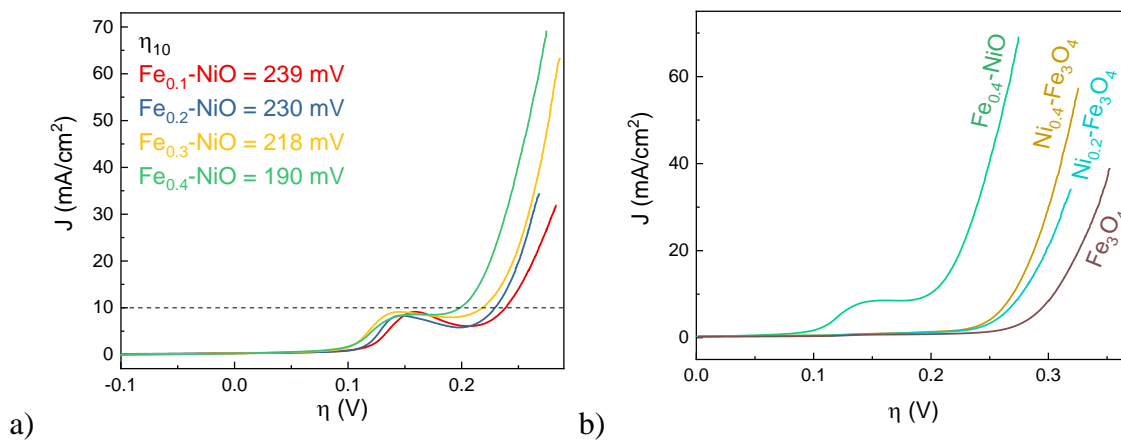 η₁₀
Fe₀.₁-NiO = 239 mV
Fe₀.₂-NiO = 230 mV
Fe₀.₃-NiO = 218 mV
Fe₀.₄-NiO = 190 mV
70
60
50
40
30
20
10
0
J (mA/cm²)
-0.1
0.0
0.1
0.2
η (V)
a)
60
40
20
0
J (mA/cm²)
Fe₀.₄-NiO
Ni₀.₄-Fe₃O₄
Ni₀.₂-Fe₃O₄
Fe₃O₄
0.0
0.1
0.2
0.3
η (V)
b)